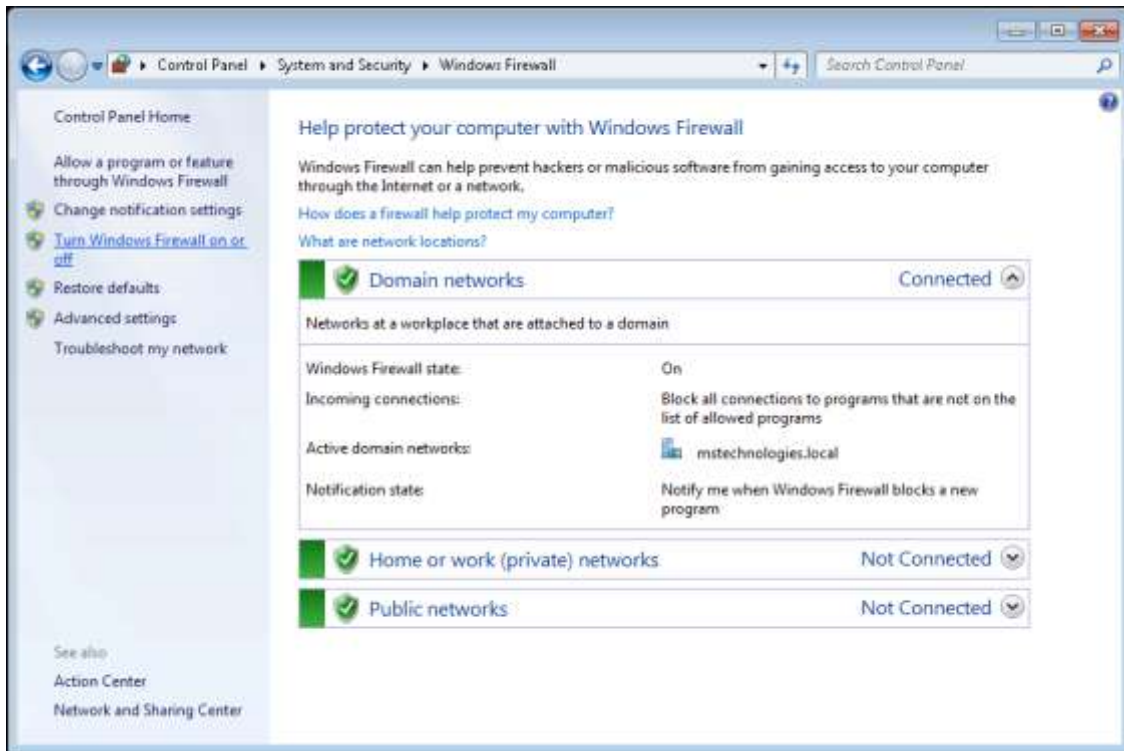 Control Panel System and Security Windows Firewall
Search Control Panel
Control Panel Home
Allow a program or feature
through Windows Firewall
Change notification settings
Turn Windows Firewall on or
off
Restore defaults
Advanced settings
Troubleshoot my network
Help protect your computer with Windows Firewall
Windows Firewall can help prevent hackers or malicious software from gaining access to your computer
through the Internet or a network.
How does a firewall help protect my computer?
What are network locations?
Domain networks Connected
Networks at a workplace that are attached to a domain
Windows Firewall state: On
Incoming connections: Block all connections to programs that are not on the
list of allowed programs
Active domain networks: mstechnologies.local
Notification state: Notify me when Windows Firewall blocks a new
program
Home or work (private) networks Not Connected
Public networks Not Connected
See also
Action Center
Network and Sharing Center